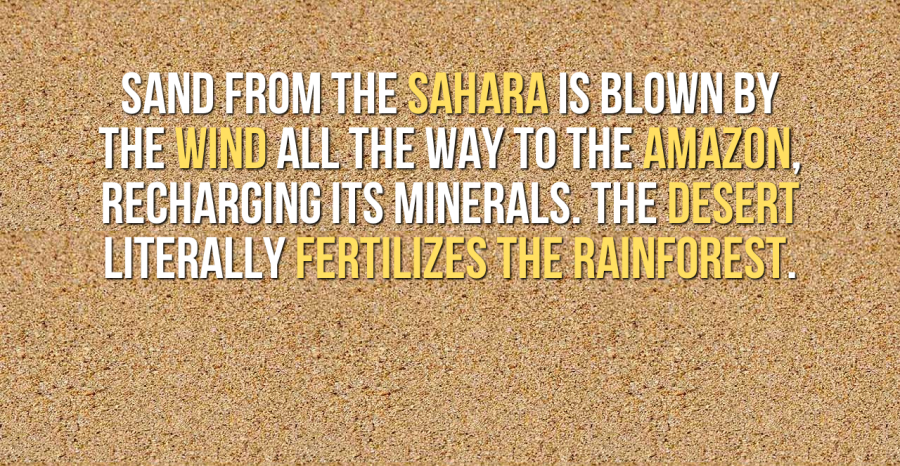 SAND FROM THE SAHARA IS BLOWN BY
THE WIND ALL THE WAY TO THE AMAZON,
RECHARGING ITS MINERALS. THE DESERT
LITERALLY FERTILIZES THE RAINFOREST.